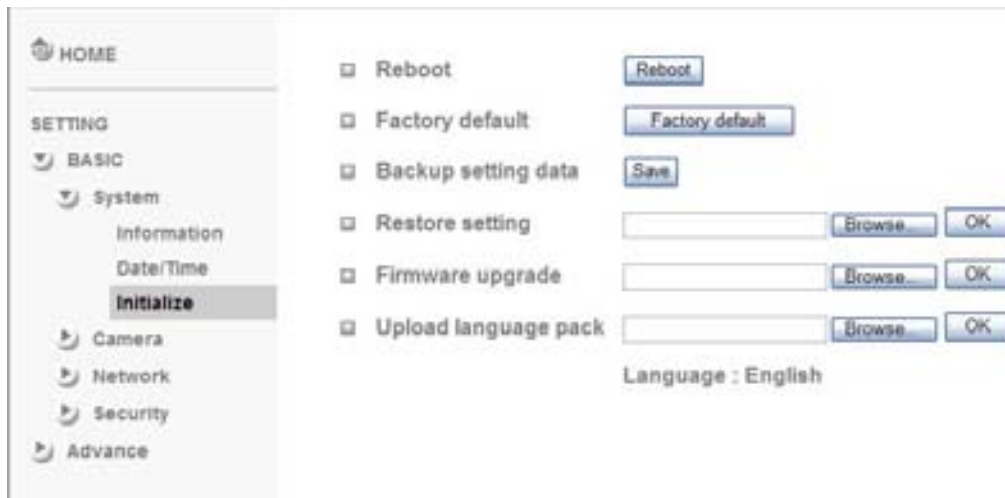 HOME
SETTING
BASIC
System
Information
Date/Time
Initialize
Camera
Network
Security
Advance
Reboot Reboot
Factory default Factory default
Backup setting data Save
Restore setting Browse... OK
Firmware upgrade Browse... OK
Upload language pack Browse... OK
Language : English